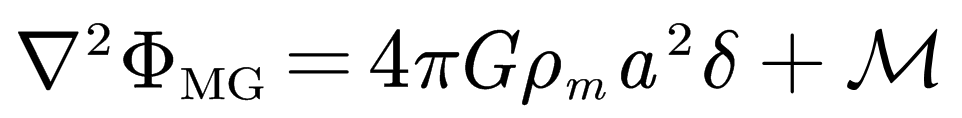 ∇²Φ_MG = 4πGρ_m a²δ + ℳ